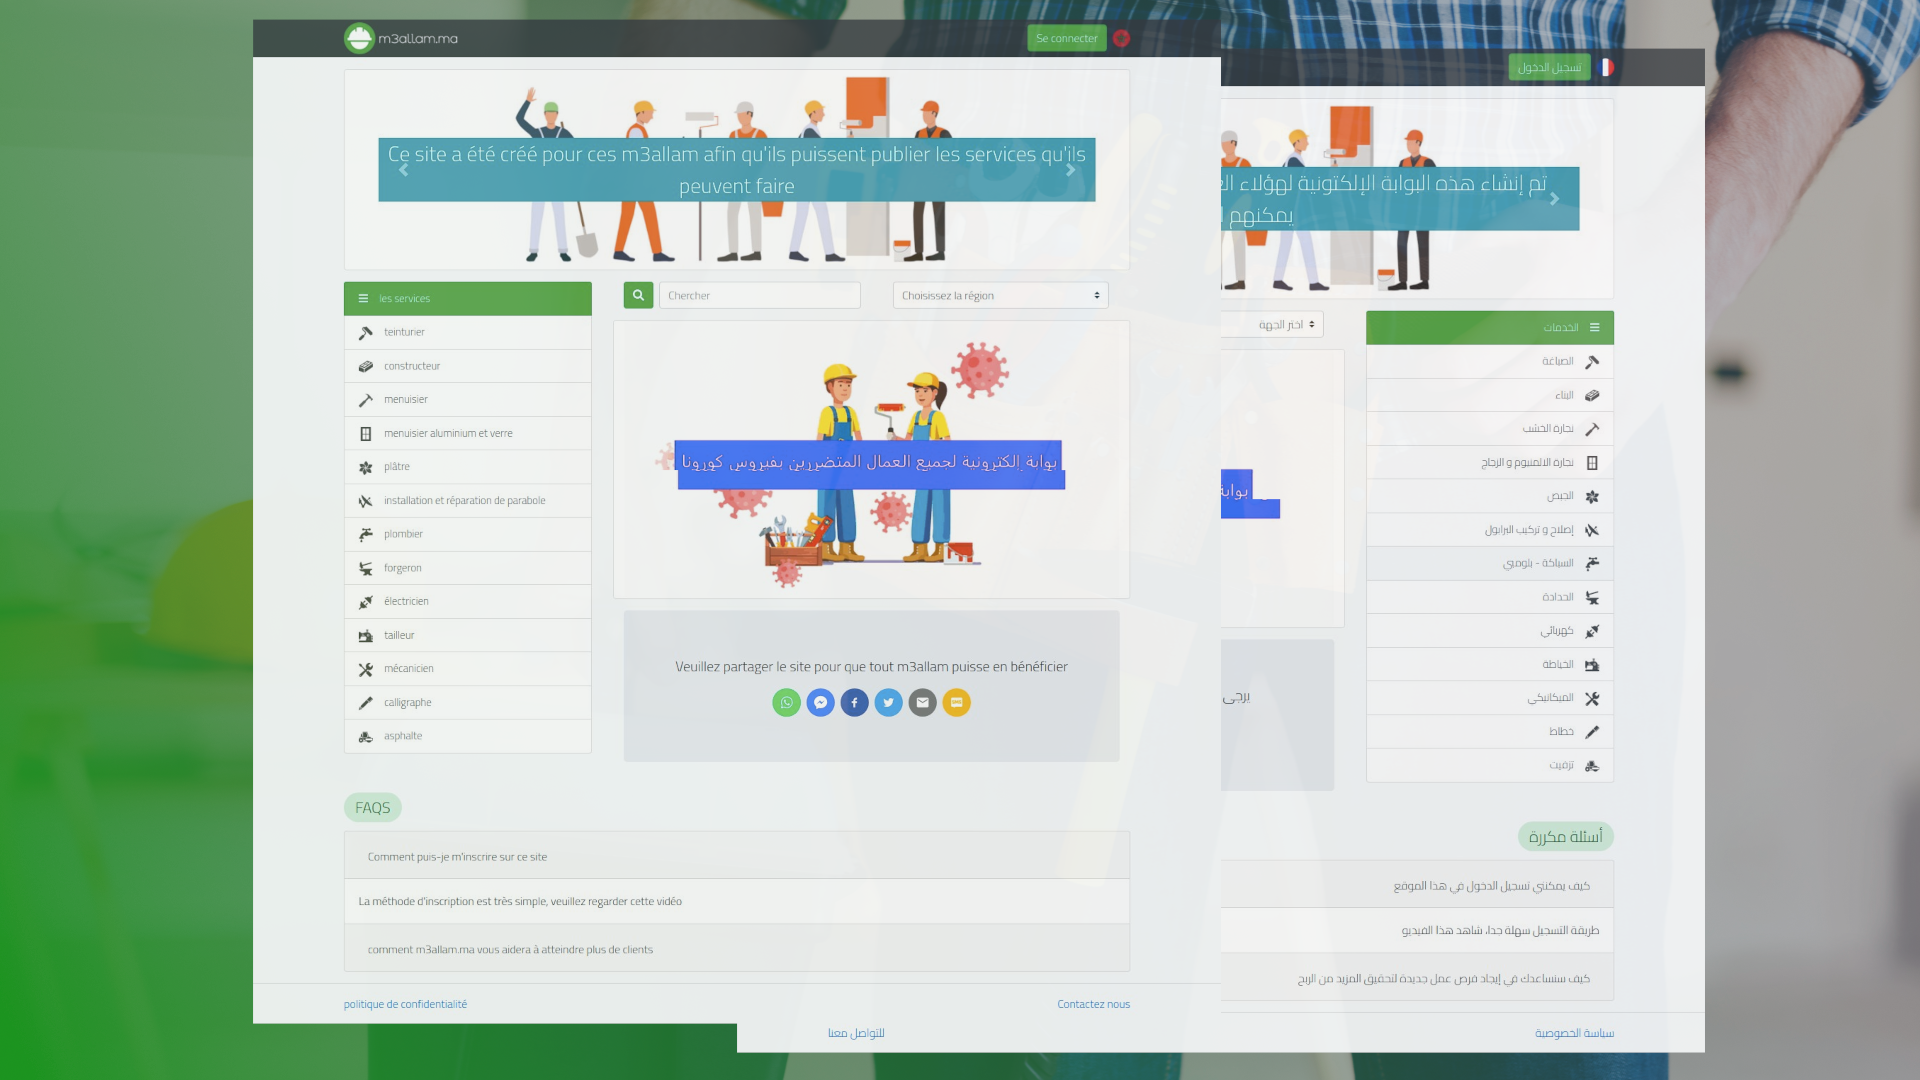 m3allam.ma
Se connecter
Ce site a été créé pour ces m3allam afin qu'ils puissent publier les services qu'ils
peuvent faire
les services
teinturier
constructeur
menuisier
menuisier aluminium et verre
plâtre
installation et réparation de parabole
plombier
forgeron
électricien
tailleur
mécanicien
calligraphe
asphalte
Chercher
Choisissez la région
بوابة إلكترونية لجميع العمال المتضررين بفيروس كورونا
Veuillez partager le site pour que tout m3allam puisse en bénéficier
FAQS
Comment puis-je m'inscrire sur ce site
La méthode d'inscription est très simple, veuillez regarder cette vidéo
comment m3allam.ma vous aidera à atteindre plus de clients
politique de confidentialité
Contactez nous
تسجيل الدخول
تم إنشاء هذه البوابة الإلكتونية لهؤلاء
يمكنهم
اختر الجهة
الخدمات
الصباغة
البناء
نجارة الخشب
نجارة الالمنيوم و الزجاج
الجبص
إصلاح و تركيب البرابول
السباكة - بلومبي
الحدادة
كهربائي
الخياطة
الميكانيكي
خطاط
تزفيت
بوابة
يرجى
أسئلة مكررة
كيف يمكنني تسجيل الدخول في هذا الموقع
طريقة التسجيل سهلة جدا، شاهد هذا الفيديو
كيف ستساعدك في إيجاد فرص عمل جديدة لتحقيق المزيد من الربح
سياسة الخصوصية
للتواصل معنا